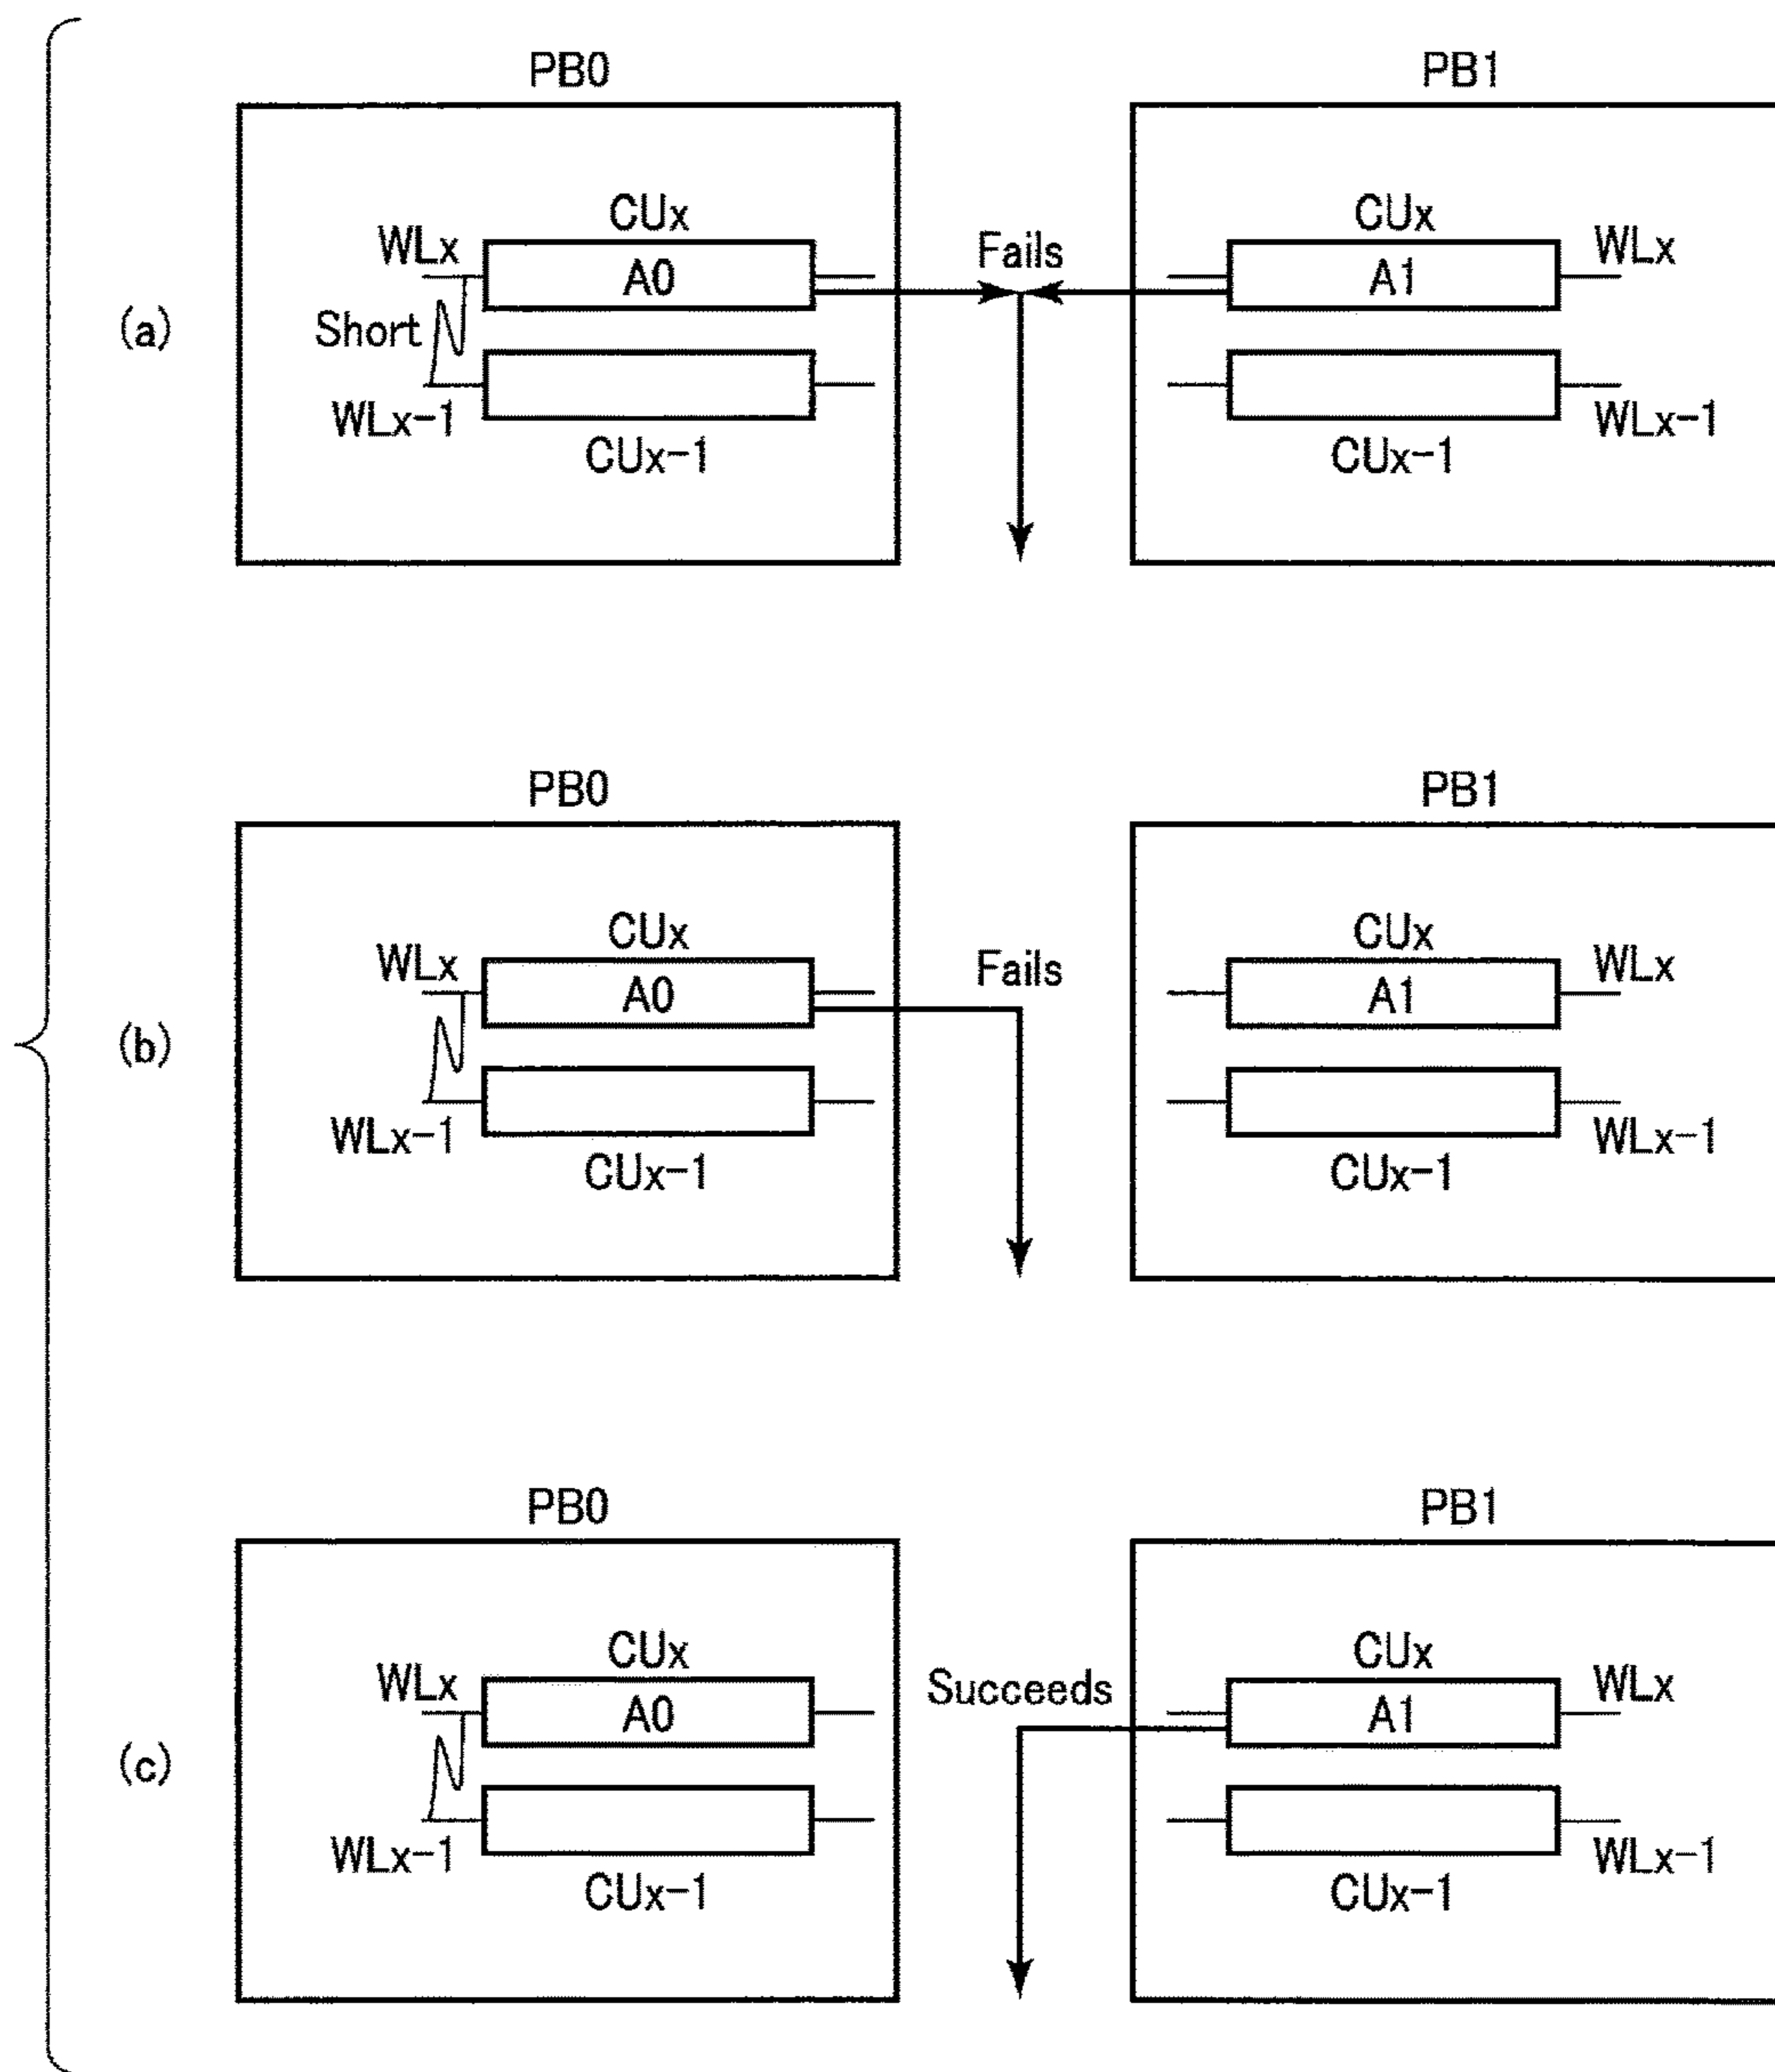 PB0 PB1
CUx CUx
WLx A0 Fails A1 WLx
(a) Short
WLx-1 WLx-1
CUx-1 CUx-1
PB0 PB1
CUx CUx
WLx A0 Fails A1 WLx
(b)
WLx-1 WLx-1
CUx-1 CUx-1
PB0 PB1
CUx CUx
WLx A0 Succeeds A1 WLx
(c)
WLx-1 WLx-1
CUx-1 CUx-1